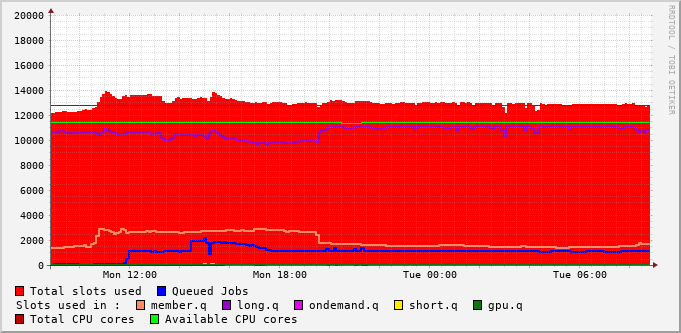 20000
18000
16000
14000
12000
10000
8000
6000
4000
2000
0
Mon 12:00 Mon 18:00 Tue 00:00 Tue 06:00
RRDTOOL / TOBI OETIKER
Total slots used Queued Jobs
Slots used in : member.q long.q ondemand.q short.q gpu.q
Total CPU cores Available CPU cores